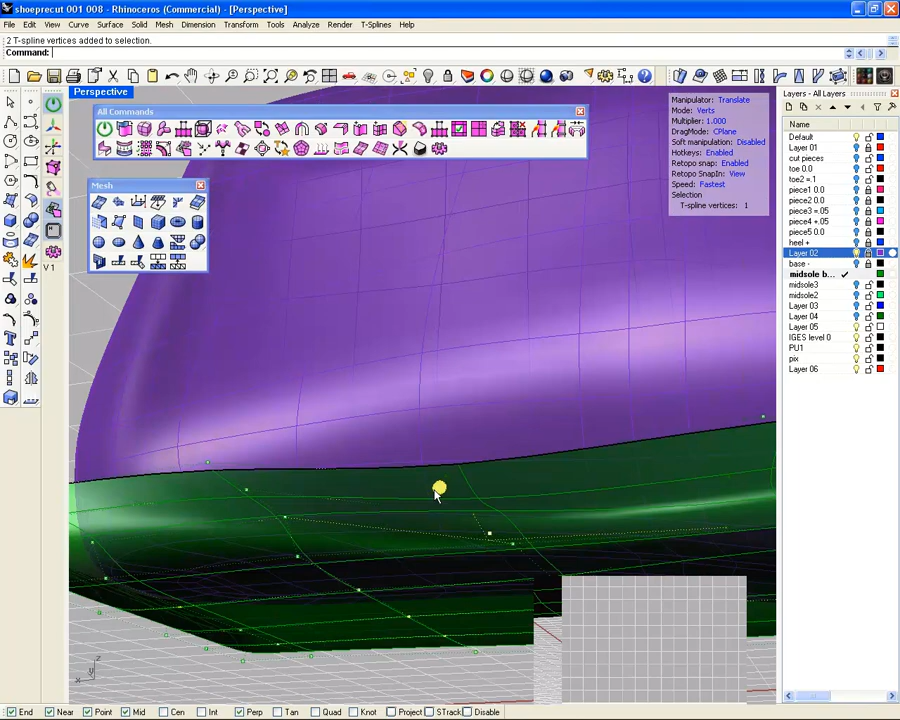 shoeprecut 001 008 - Rhinoceros (Commercial) - [Perspective]
File Edit View Curve Surface Solid Mesh Dimension Transform Tools Analyze Render T-Splines Help
2 T-spline vertices added to selection.
Command:
Perspective
All Commands
Mesh
V 1
Manipulator: Translate
Mode: Verts
Multiplier: 1.000
DragMode: CPlane
Soft manipulation: Disabled
Hotkeys: Enabled
Retopo snap: Enabled
Retopo SnapIn: View
Speed: Fastest
Selection
T-spline vertices: 1
Layers - All Layers
Name
Default
Layer 01
cut pieces
toe 0.0
toe2 =.1
piece1 0.0
piece2 0.0
piece3 =.05
piece4 +.05
piece5 0.0
heel +
Layer 02
base -
midsole b...
midsole3
midsole2
Layer 03
Layer 04
Layer 05
IGES level 0
PU1
pix
Layer 06
z
y
x
End Near Point Mid Cen Int Perp Tan Quad Knot Project STrack Disable